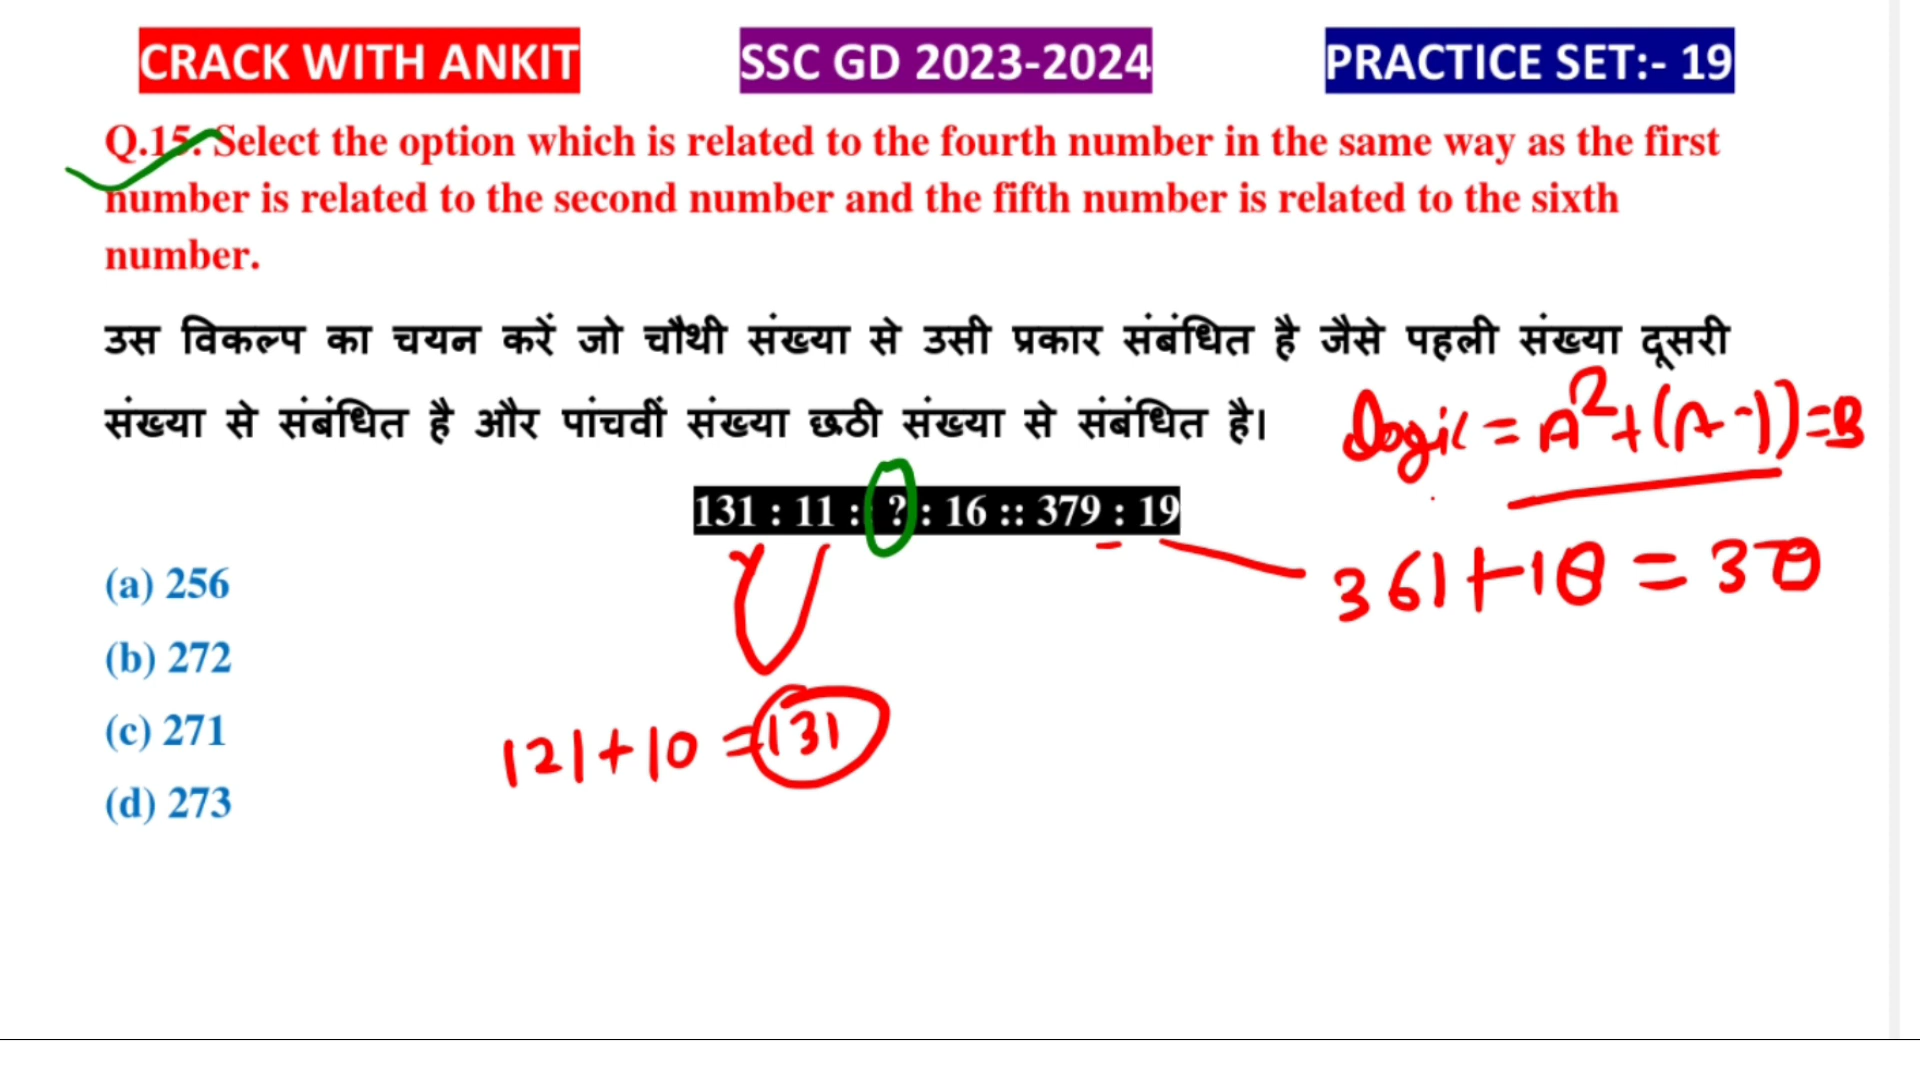 CRACK WITH ANKIT SSC GD 2023-2024 PRACTICE SET:- 19
Q.15. Select the option which is related to the fourth number in the same way as the first
number is related to the second number and the fifth number is related to the sixth
number.
उस विकल्प का चयन करें जो चौथी संख्या से उसी प्रकार संबंधित है जैसे पहली संख्या दूसरी
संख्या से संबंधित है और पांचवीं संख्या छठी संख्या से संबंधित है।
Logic = A²+(A-1)=B
131 : 11 :: ? : 16 :: 379 : 19
361+18 =
(a) 256
(b) 272
(c) 271
121+10 = 131
(d) 273